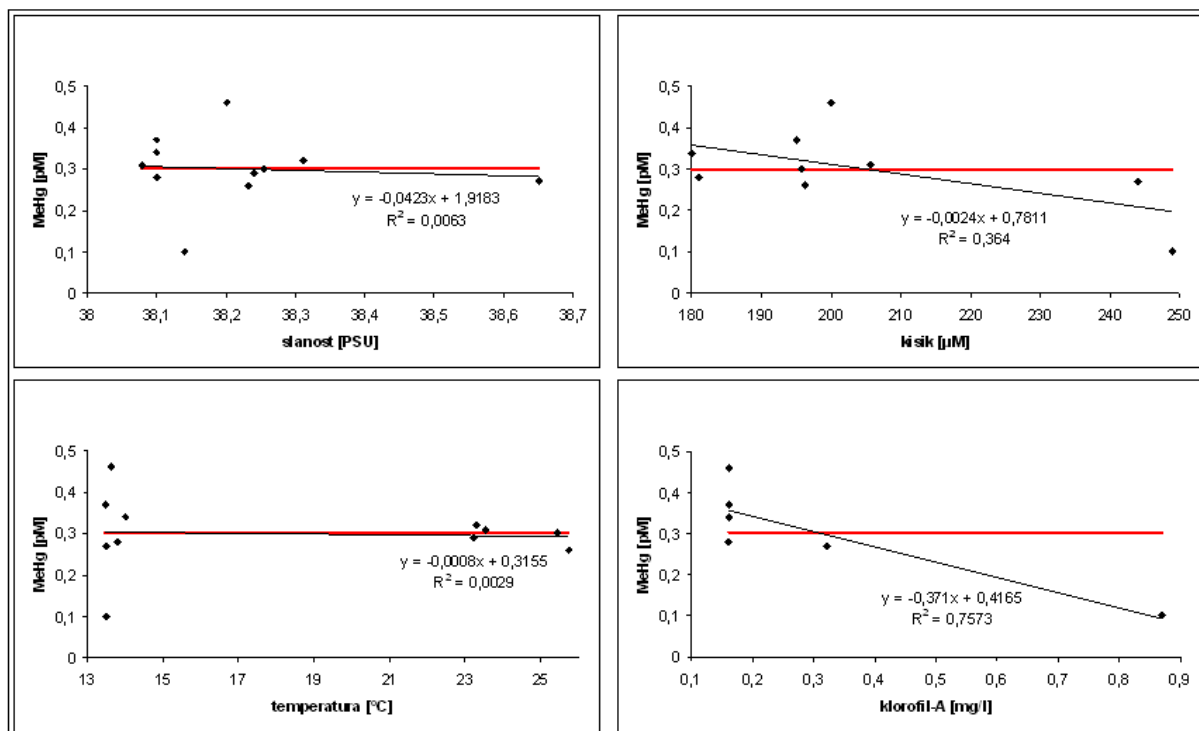 0,5
0,4
0,3
0,2
0,1
0
MeHg [pM]
y = -0,0423x + 1,9183
R² = 0,0063
38 38,1 38,2 38,3 38,4 38,5 38,6 38,7
slanost [PSU]
0,5
0,4
0,3
0,2
0,1
0
MeHg [pM]
y = -0,0024x + 0,7811
R² = 0,364
180 190 200 210 220 230 240 250
kisik [µM]
0,5
0,4
0,3
0,2
0,1
0
MeHg [pM]
y = -0,0008x + 0,3155
R² = 0,0029
13 15 17 19 21 23 25
temperatura [°C]
0,5
0,4
0,3
0,2
0,1
0
MeHg [pM]
y = -0,371x + 0,4165
R² = 0,7573
0,1 0,2 0,3 0,4 0,5 0,6 0,7 0,8 0,9
klorofil-A [mg/l]